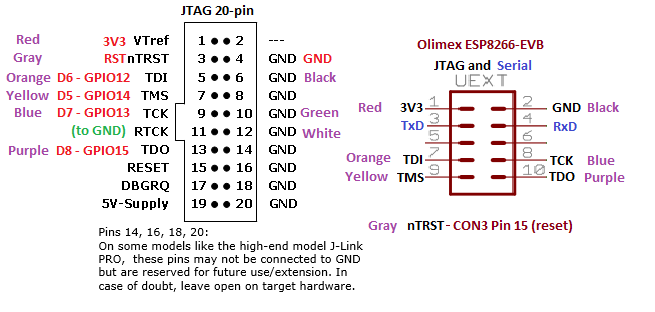 JTAG 20-pin
Red 3V3 VTref 1 2 ---
Gray RST nTRST 3 4 GND GND
Orange D6 - GPIO12 TDI 5 6 GND Black
Yellow D5 - GPIO14 TMS 7 8 GND
Blue D7 - GPIO13 TCK 9 10 GND Green
(to GND) RTCK 11 12 GND White
Purple D8 - GPIO15 TDO 13 14 GND
RESET 15 16 GND
DBGRQ 17 18 GND
5V-Supply 19 20 GND
Pins 14, 16, 18, 20:
On some models like the high-end model J-Link
PRO, these pins may not be connected to GND
but are reserved for future use/extension. In
case of doubt, leave open on target hardware.
Olimex ESP8266-EVB
JTAG and Serial
UEXT
Red 3V3 1 2 GND Black
TxD 3 4 RxD
5 6
Orange TDI 7 8 TCK Blue
Yellow TMS 9 10 TDO Purple
Gray nTRST - CON3 Pin 15 (reset)